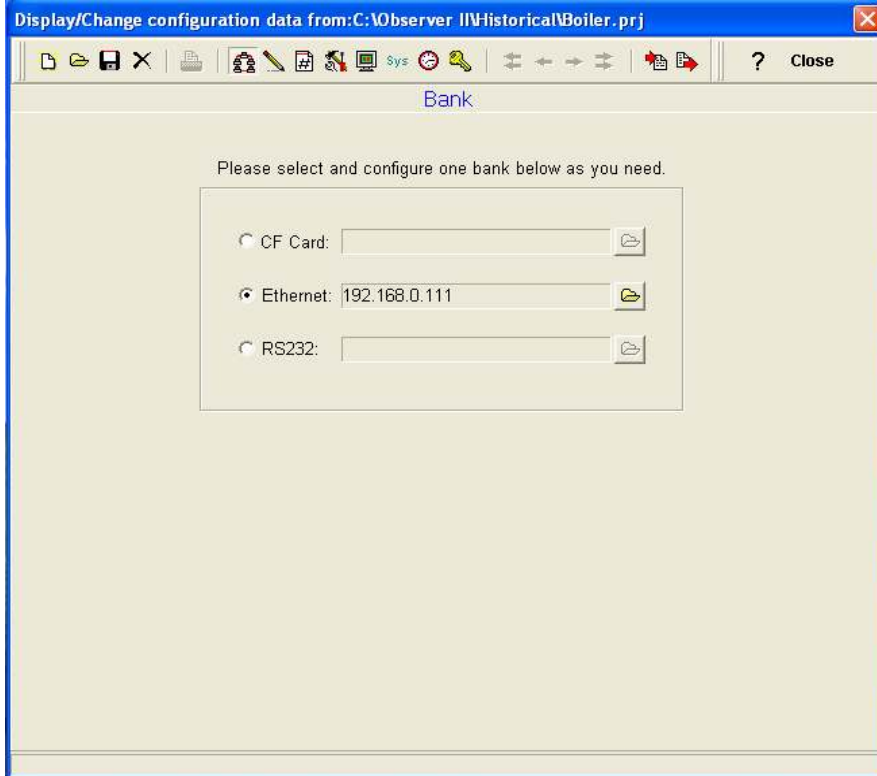 Display/Change configuration data from:C:\Observer II\Historical\Boiler.prj
Sys ? Close
Bank
Please select and configure one bank below as you need.
CF Card:
Ethernet: 192.168.0.111
RS232: